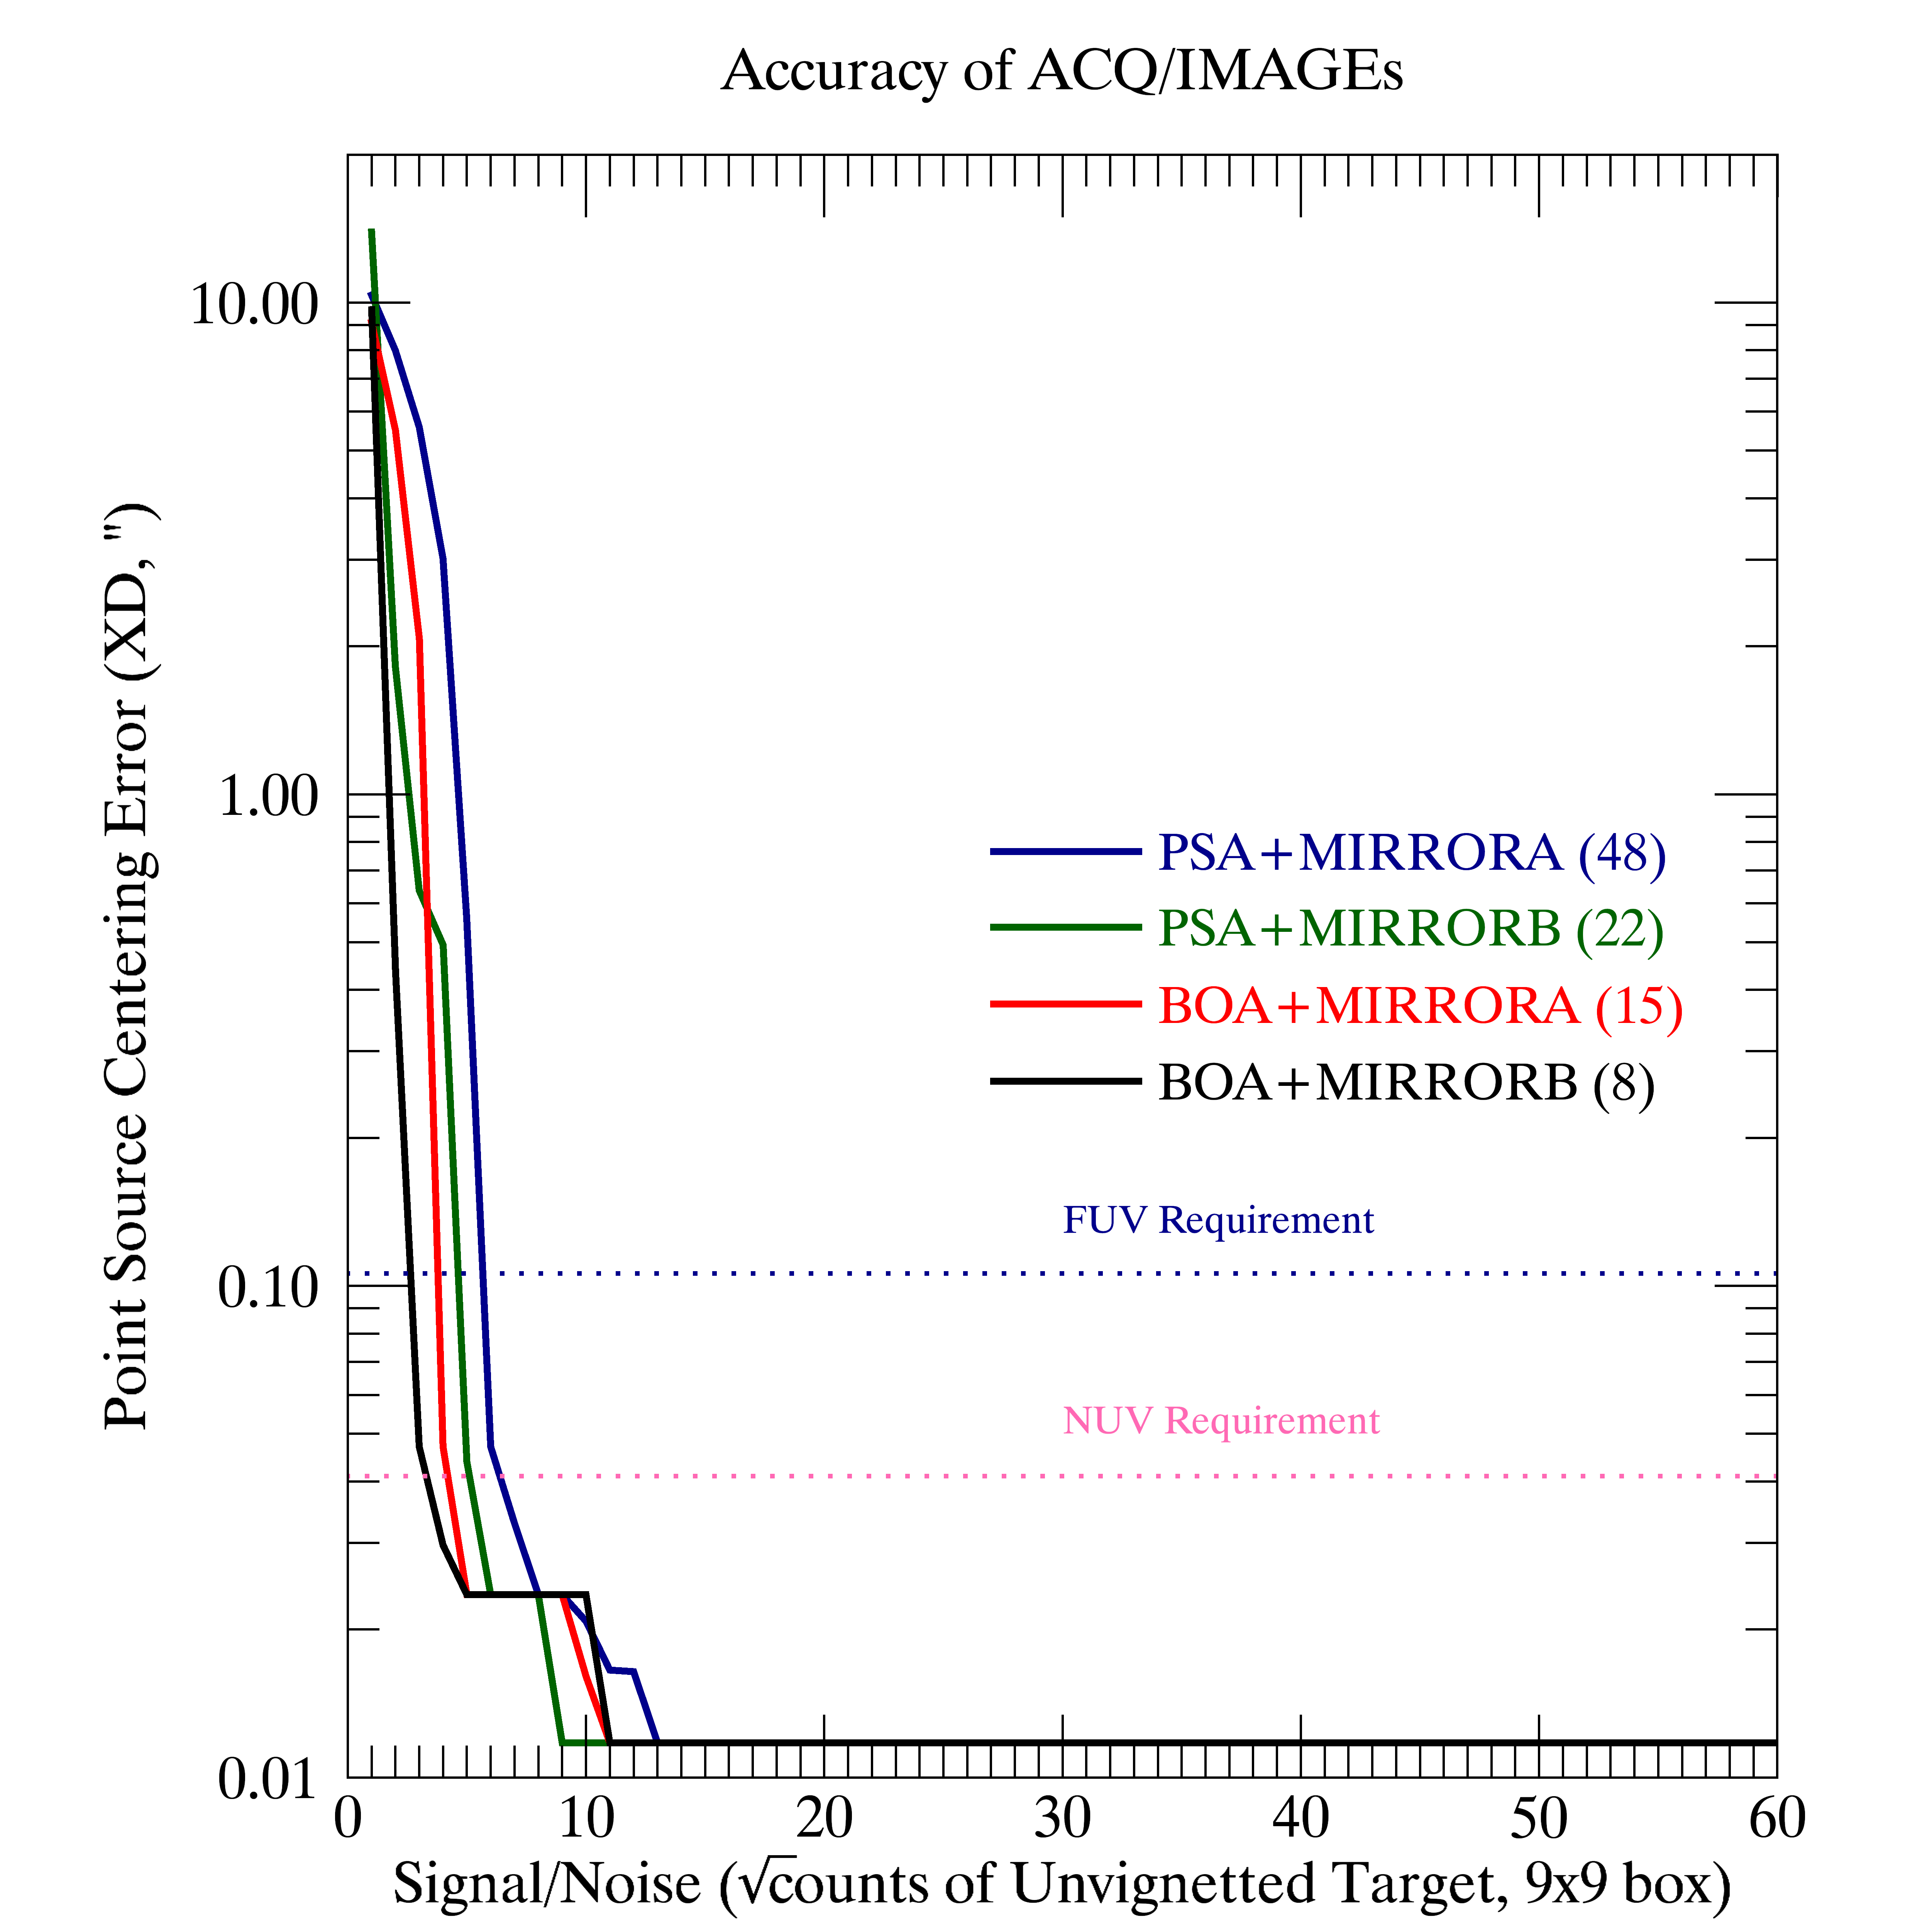 Accuracy of ACQ/IMAGEs
Point Source Centering Error (XD, ")
10.00
1.00
0.10
0.01
PSA+MIRRORA (48)
PSA+MIRRORB (22)
BOA+MIRRORA (15)
BOA+MIRRORB (8)
FUV Requirement
NUV Requirement
0 10 20 30 40 50 60
Signal/Noise (√counts of Unvignetted Target, 9x9 box)